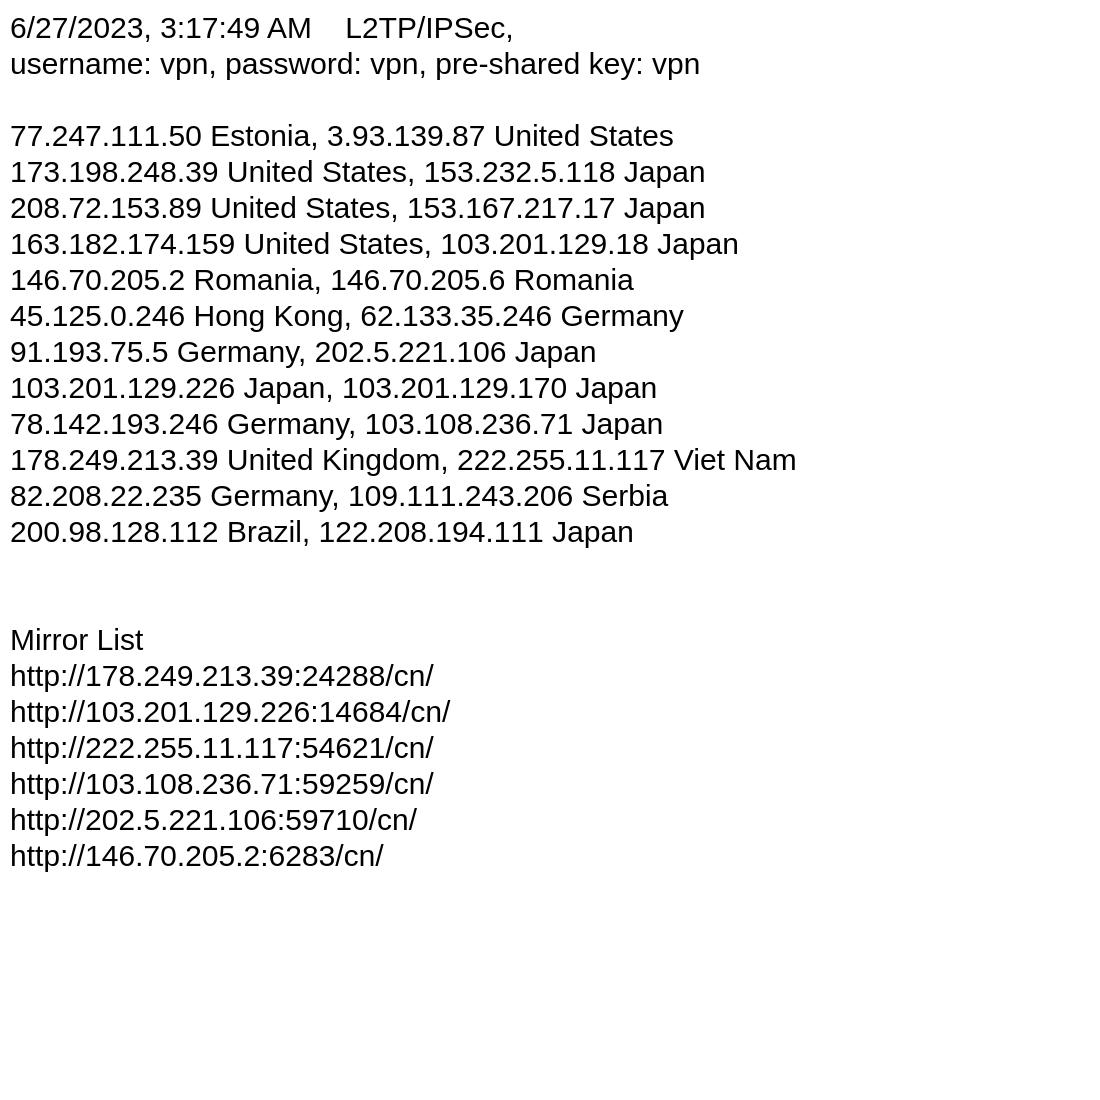 6/27/2023, 3:17:49 AM    L2TP/IPSec,
username: vpn, password: vpn, pre-shared key: vpn
77.247.111.50 Estonia, 3.93.139.87 United States
173.198.248.39 United States, 153.232.5.118 Japan
208.72.153.89 United States, 153.167.217.17 Japan
163.182.174.159 United States, 103.201.129.18 Japan
146.70.205.2 Romania, 146.70.205.6 Romania
45.125.0.246 Hong Kong, 62.133.35.246 Germany
91.193.75.5 Germany, 202.5.221.106 Japan
103.201.129.226 Japan, 103.201.129.170 Japan
78.142.193.246 Germany, 103.108.236.71 Japan
178.249.213.39 United Kingdom, 222.255.11.117 Viet Nam
82.208.22.235 Germany, 109.111.243.206 Serbia
200.98.128.112 Brazil, 122.208.194.111 Japan
Mirror List
http://178.249.213.39:24288/cn/
http://103.201.129.226:14684/cn/
http://222.255.11.117:54621/cn/
http://103.108.236.71:59259/cn/
http://202.5.221.106:59710/cn/
http://146.70.205.2:6283/cn/